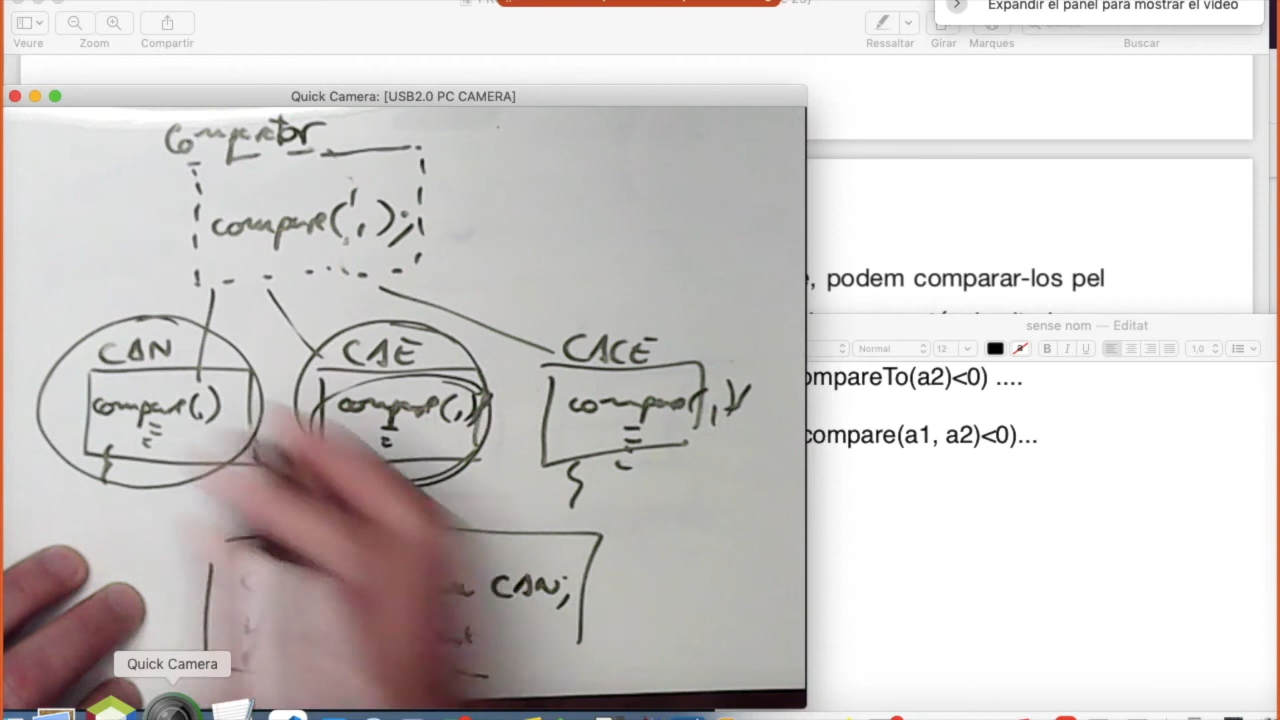 Expandir el panel para mostrar el vídeo
Veure
Zoom
Compartir
Ressaltar
Girar
Marques
Buscar
Quick Camera: [USB2.0 PC CAMERA]
Comparator
compare( , );
CAN
compare( , )
CAE
compare( , )
CACE
compare( , )
CAN;
Quick Camera
, podem comparar-los pel
sense nom — Editat
Normal
12
B I U
1,0
ompareTo(a2)<0) ....
compare(a1, a2)<0)...